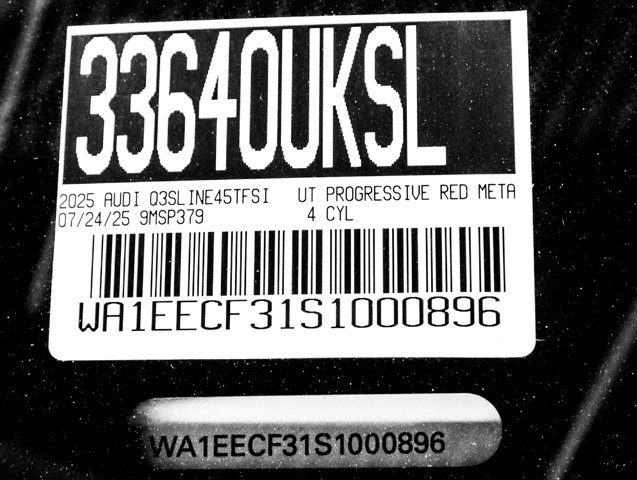 33640UKSL
2025 AUDI Q3SLINE45TFSI UT PROGRESSIVE RED META
07/24/25 9MSP379 4 CYL
WA1EECF31S1000896
WA1EECF31S1000896